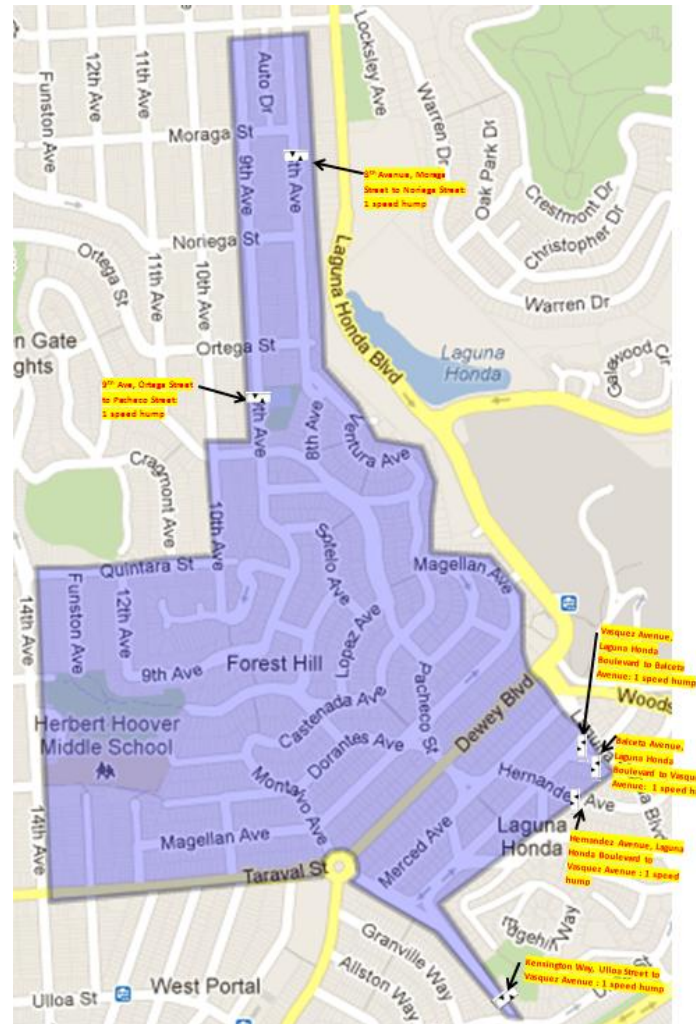 Locksley Ave
Auto Dr
11th Ave
12th Ave
Funston Ave
Warren Dr
Moraga St
Oak Park Dr
9th Ave
8TH Avenue, Moraga
Street to Noriega Street:
1 speed hump
Crestmont Dr
Christopher Dr
Noriega St
Ortega St
11th Ave
10th Ave
Laguna Honda Blvd
Warren Dr
n Gate
ghts
Ortega St
Laguna
Honda
Galewood Cir
9TH Ave, Ortega Street
to Pacheco Street:
1 speed hump
8th Ave
Ventura Ave
Cragmont Ave
10th Ave
Sotelo Ave
Magellan Ave
Quintara St
Funston Ave
12th Ave
14th Ave
Lopez Ave
Pacheco St
Vasquez Avenue,
Laguna Honda
Boulevard to Balceta
Avenue: 1 speed hump
9th Ave
Forest Hill
Dewey Blvd
Woods
Castenada Ave
Herbert Hoover
Middle School
Dorantes Ave
Balceta Avenue,
Laguna Honda
Boulevard to Vasqu
Avenue: 1 speed h
Montalvo Ave
Hernandez Ave
Laguna
Honda
14th Ave
Magellan Ave
Merced Ave
Hernandez Avenue, Laguna
Honda Boulevard to
Vasquez Avenue : 1 speed
hump
Taraval St
Edgehill Way
Granville Way
Allston Way
West Portal
Kensington Way, Ulloa Street to
Vasquez Avenue : 1 speed hump
Ulloa St